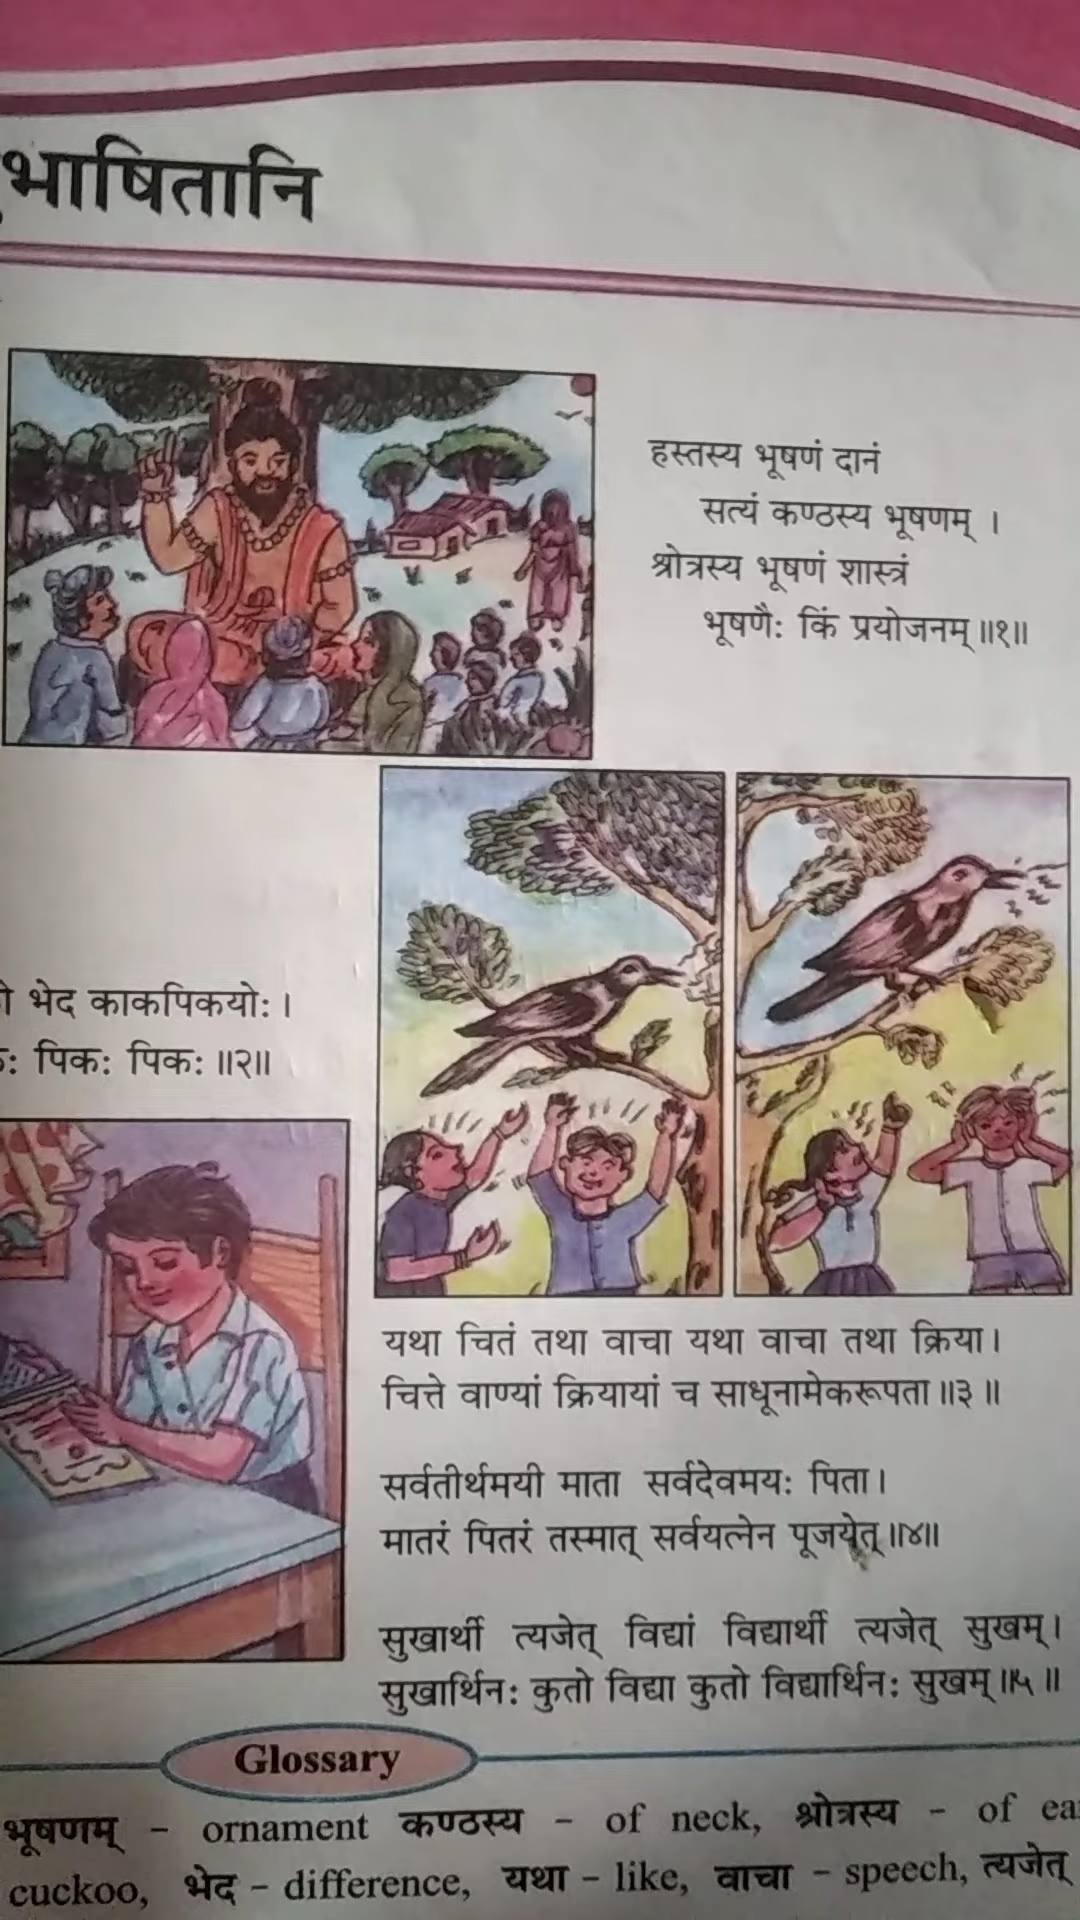 भाषितानि
हस्तस्य भूषणं दानं
सत्यं कण्ठस्य भूषणम् ।
श्रोत्रस्य भूषणं शास्त्रं
भूषणैः किं प्रयोजनम् ॥१॥
भेद काकपिकयोः ।
पिकः पिकः ॥२॥
यथा चितं तथा वाचा यथा वाचा तथा क्रिया ।
चित्ते वाण्यां क्रियायां च साधूनामेकरूपता ॥३॥
सर्वतीर्थमयी माता सर्वदेवमयः पिता ।
मातरं पितरं तस्मात् सर्वयत्नेन पूजयेत् ॥४॥
सुखार्थी त्यजेत् विद्यां विद्यार्थी त्यजेत् सुखम् ।
सुखार्थिनः कुतो विद्या कुतो विद्यार्थिनः सुखम् ॥५॥
Glossary
भूषणम् - ornament कण्ठस्य - of neck, श्रोत्रस्य - of
cuckoo, भेद - difference, यथा - like, वाचा - speech, त्यजेत्